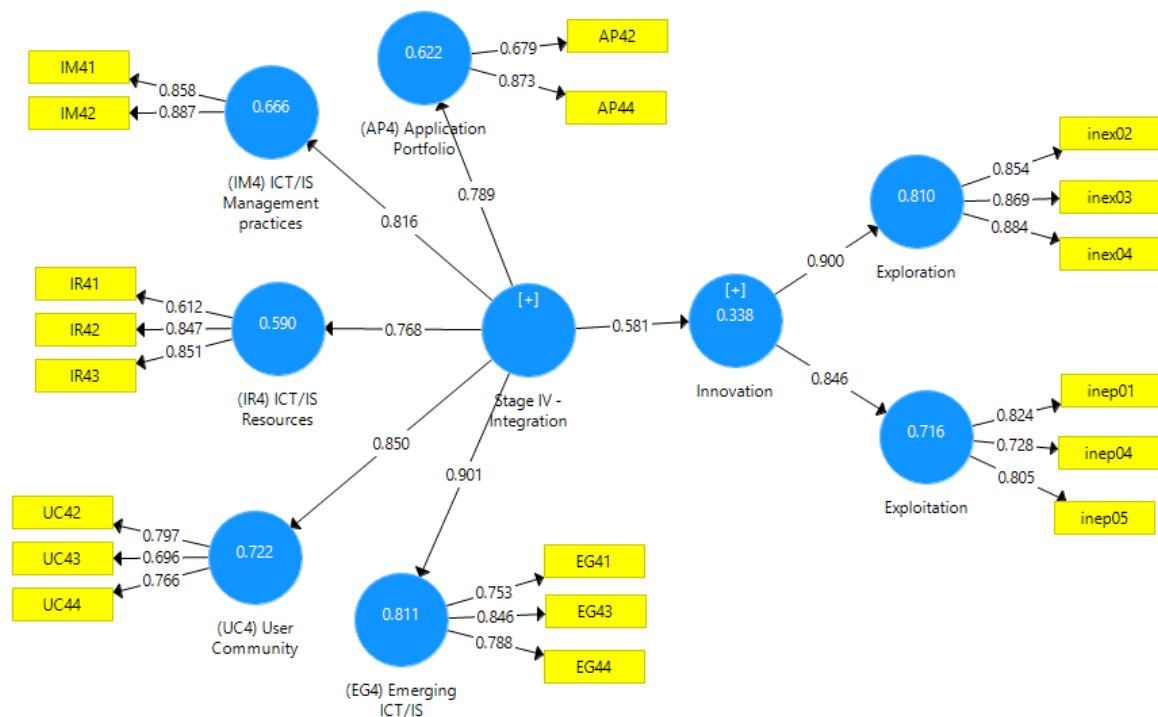 AP42
0.679
0.622
0.873
AP44
(AP4) Application
Portfolio
IM41
0.858
IM42
0.887
0.666
(IM4) ICT/IS
Management
practices
0.789
0.816
inex02
0.854
inex03
0.869
0.810
0.884
inex04
Exploration
0.900
IR41
0.612
IR42
0.847
0.590
IR43
0.851
(IR4) ICT/IS
Resources
0.768
[+]
Stage IV -
Integration
0.581
[+]
0.338
Innovation
0.846
inep01
0.824
inep04
0.728
0.716
0.805
inep05
Exploitation
0.850
0.901
UC42
0.797
UC43
0.696
0.722
UC44
0.766
(UC4) User
Community
EG41
0.753
EG43
0.846
0.811
0.788
EG44
(EG4) Emerging
ICT/IS